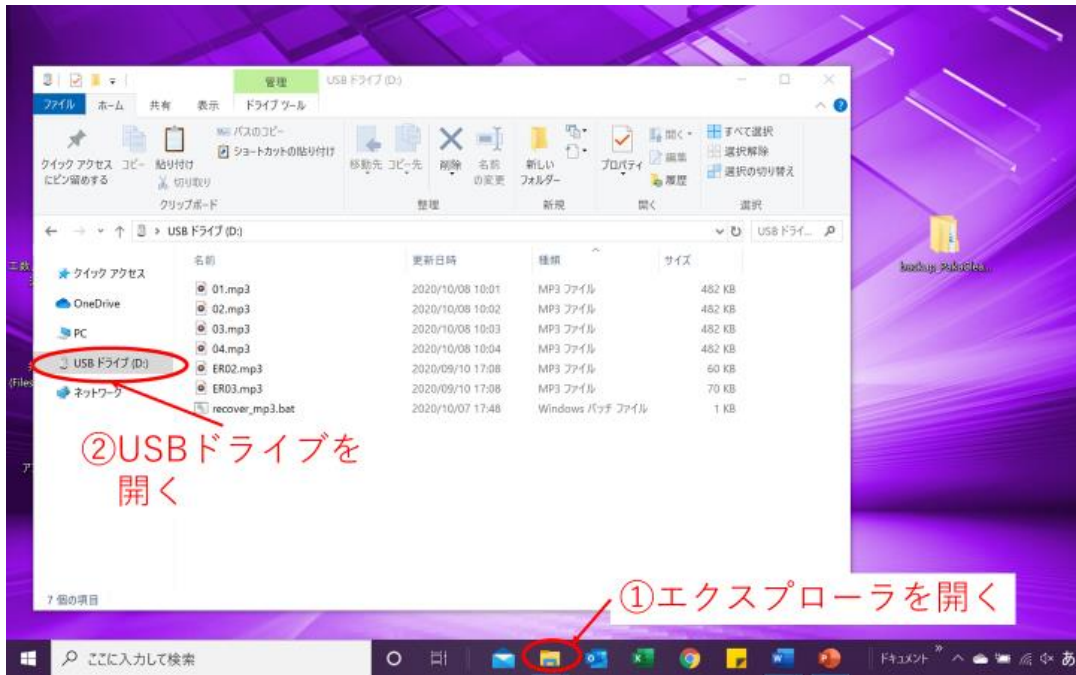 管理 USB ドライブ (D:)
ファイル ホーム 共有 表示 ドライブ ツール
クイック アクセス
にピン留めする
コピー
貼り付け
パスのコピー
ショートカットの貼り付け
切り取り
移動先 コピー先 削除 名前
の変更
新しい
フォルダー
プロパティ
開く
編集
履歴
すべて選択
選択解除
選択の切り替え
クリップボード 整理 新規 開く 選択
USB ドライブ (D:) USB ドライ...
名前 更新日時 種類 サイズ
クイック アクセス
OneDrive
PC
USB ドライブ (D:)
ネットワーク
01.mp3 2020/10/08 10:01 MP3 ファイル 482 KB
02.mp3 2020/10/08 10:02 MP3 ファイル 482 KB
03.mp3 2020/10/08 10:03 MP3 ファイル 482 KB
04.mp3 2020/10/08 10:04 MP3 ファイル 482 KB
ER02.mp3 2020/09/10 17:08 MP3 ファイル 60 KB
ER03.mp3 2020/09/10 17:08 MP3 ファイル 70 KB
recover_mp3.bat 2020/10/07 17:48 Windows バッチ ファイル 1 KB
②USBドライブを
開く
7 個の項目
①エクスプローラを開く
ここに入力して検索
ドキュメント
あ